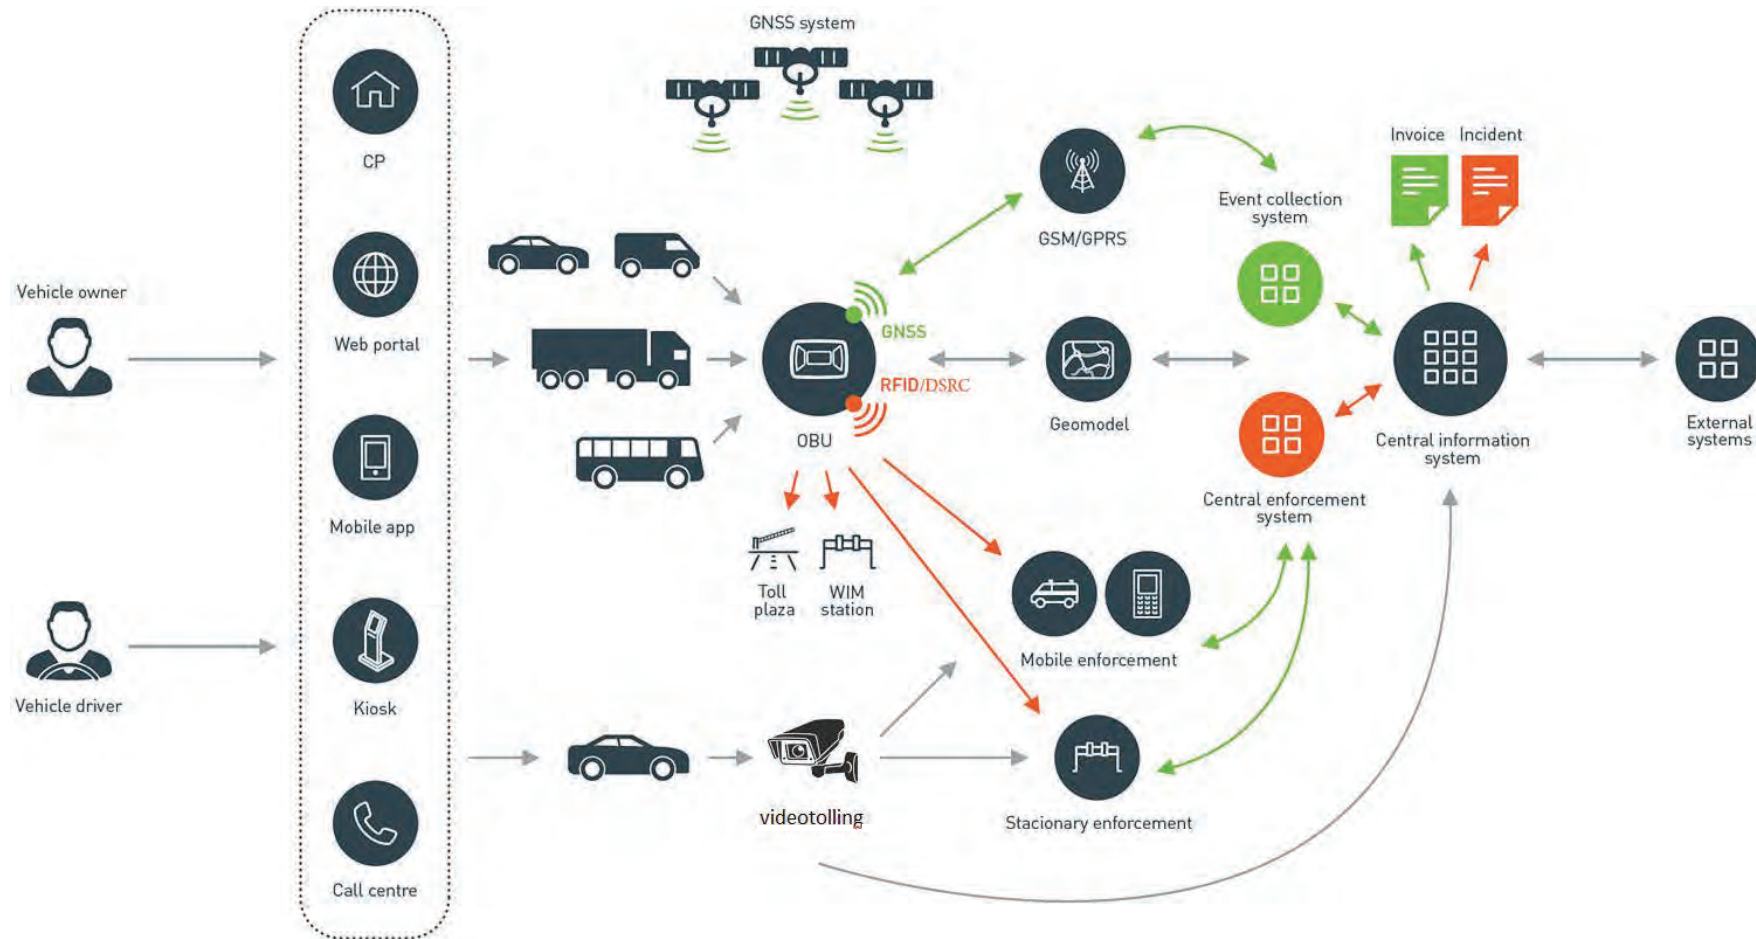 GNSS system
CP
Web portal
Mobile app
Kiosk
Call centre
Vehicle owner
Vehicle driver
GNSS
RFID/DSRC
OBU
Toll
plaza
WIM
station
videotolling
GSM/GPRS
Geomodel
Mobile enforcement
Stacionary enforcement
Event collection
system
Central enforcement
system
Invoice
Incident
Central information
system
External
systems